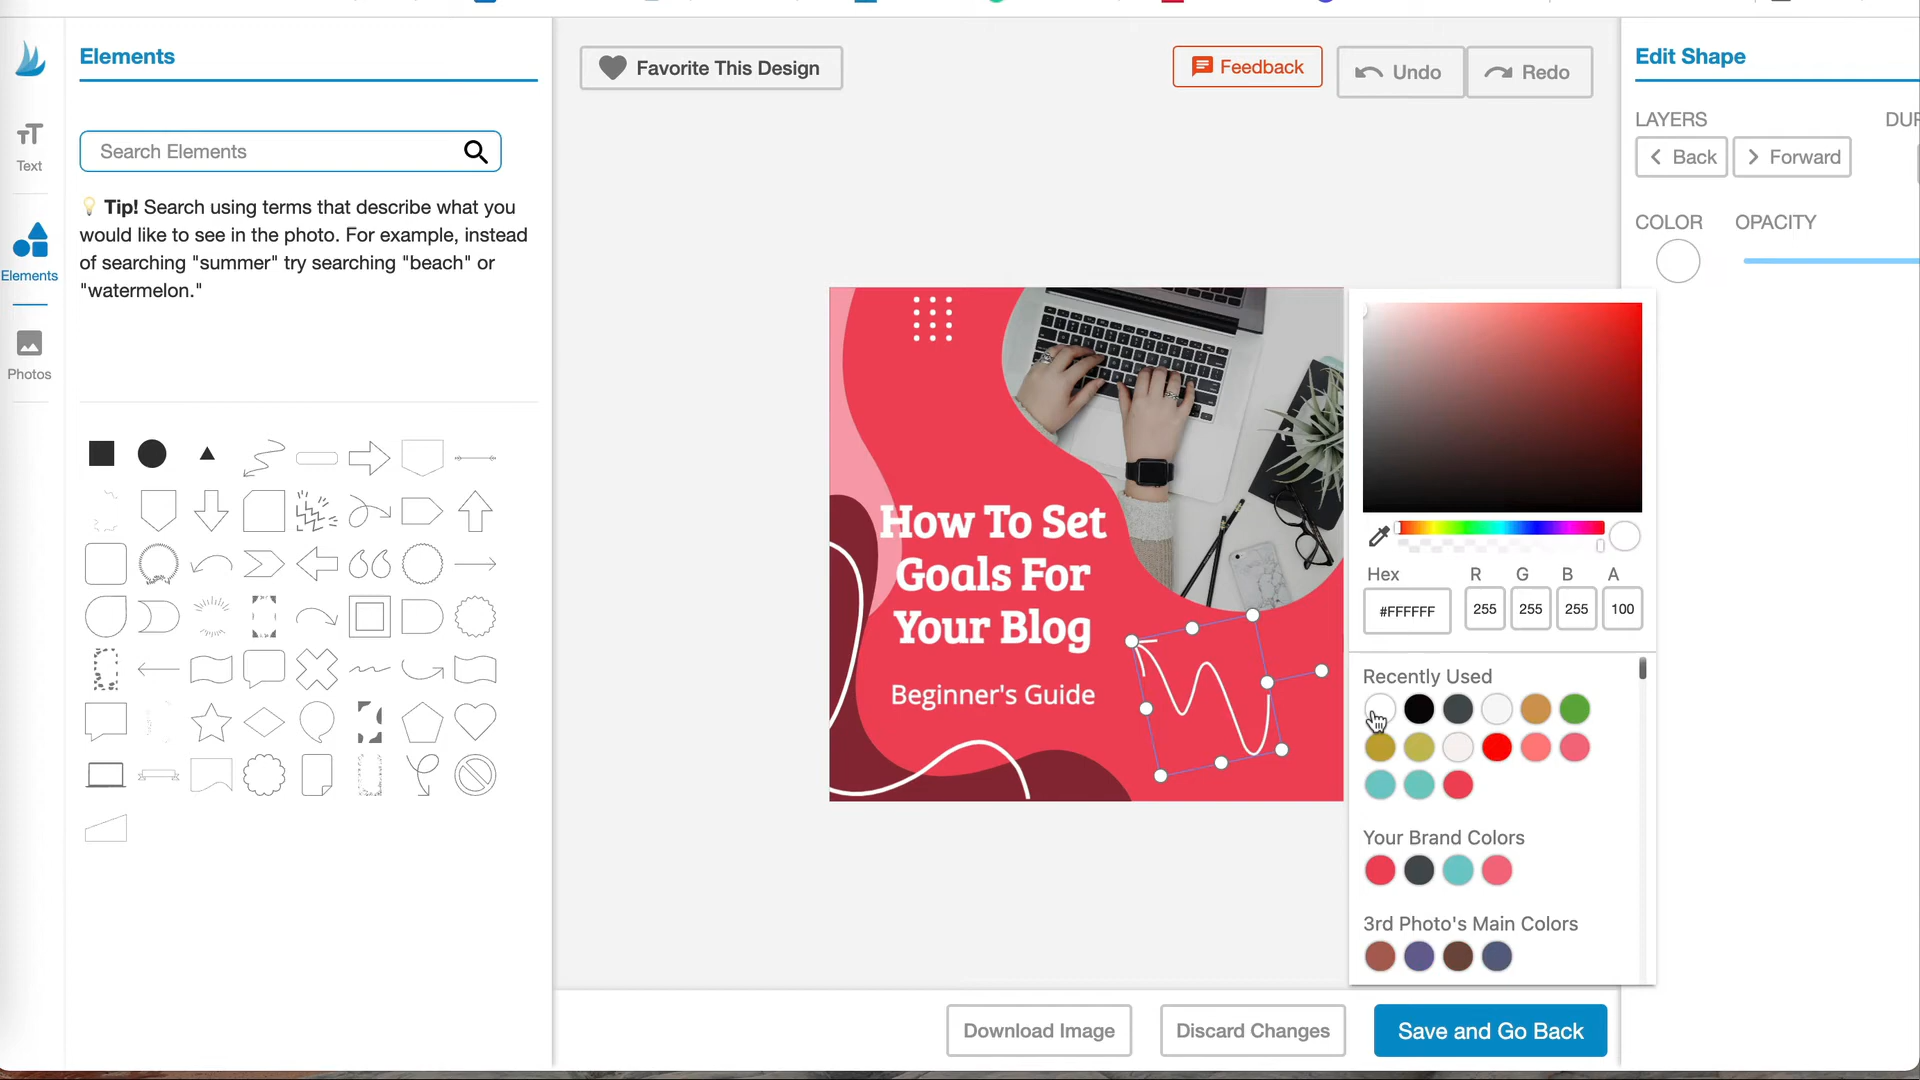 Elements
Favorite This Design
Feedback
Undo
Redo
Edit Shape
Text
Elements
Photos
Search Elements
Tip! Search using terms that describe what you
would like to see in the photo. For example, instead
of searching "summer" try searching "beach" or
"watermelon."
LAYERS
Back
Forward
COLOR
OPACITY
How To Set
Goals For
Your Blog
Beginner's Guide
Hex
R
G
B
A
#FFFFFF
255
255
255
100
Recently Used
Your Brand Colors
3rd Photo's Main Colors
Download Image
Discard Changes
Save and Go Back